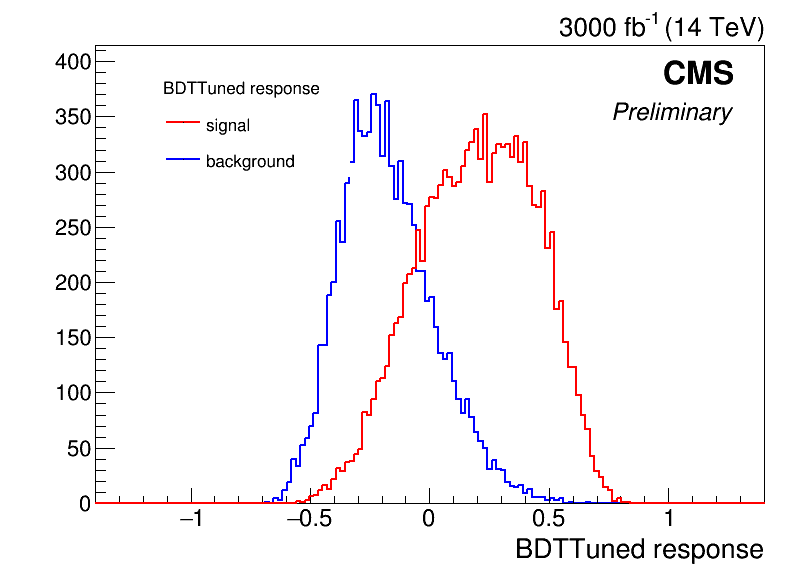 3000 fb⁻¹ (14 TeV)
CMS
Preliminary
BDTTuned response
signal
background
400
350
300
250
200
150
100
50
0
−1
−0.5
0
0.5
1
BDTTuned response